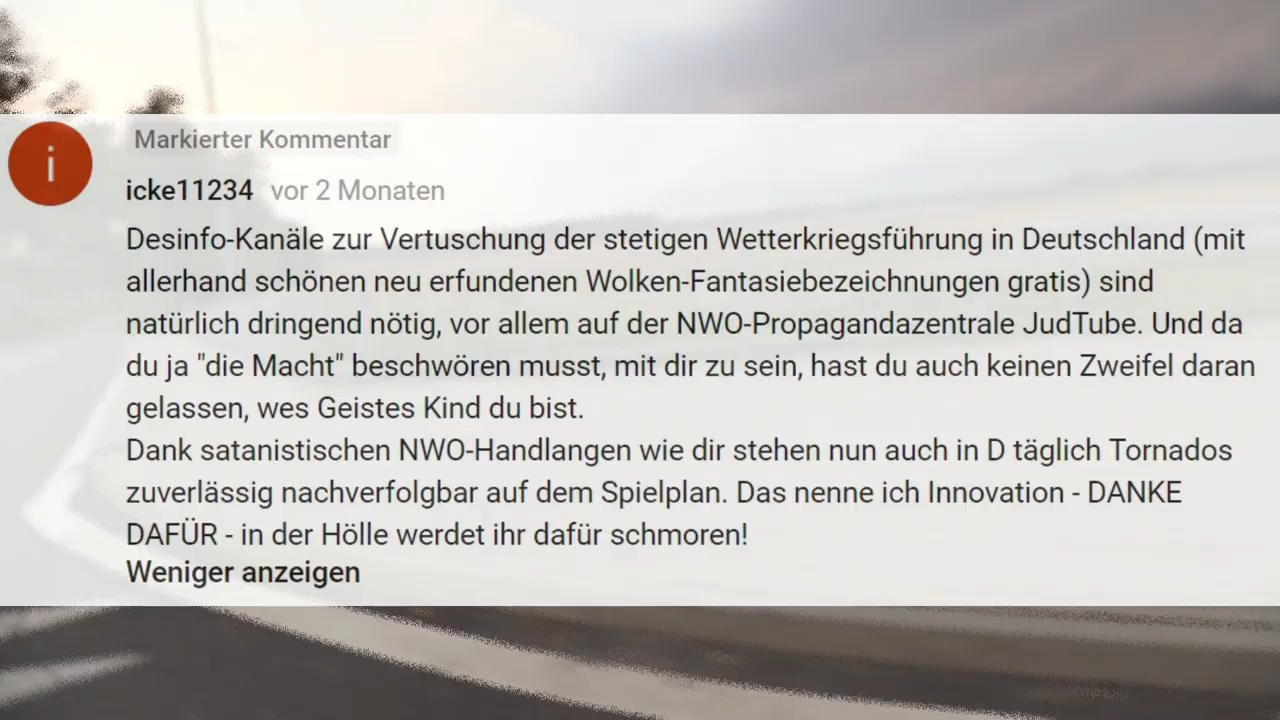 i
Markierter Kommentar
icke11234 vor 2 Monaten
Desinfo-Kanäle zur Vertuschung der stetigen Wetterkriegsführung in Deutschland (mit
allerhand schönen neu erfundenen Wolken-Fantasiebezeichnungen gratis) sind
natürlich dringend nötig, vor allem auf der NWO-Propagandazentrale JudTube. Und da
du ja "die Macht" beschwören musst, mit dir zu sein, hast du auch keinen Zweifel daran
gelassen, wes Geistes Kind du bist.
Dank satanistischen NWO-Handlangen wie dir stehen nun auch in D täglich Tornados
zuverlässig nachverfolgbar auf dem Spielplan. Das nenne ich Innovation - DANKE
DAFÜR - in der Hölle werdet ihr dafür schmoren!
Weniger anzeigen